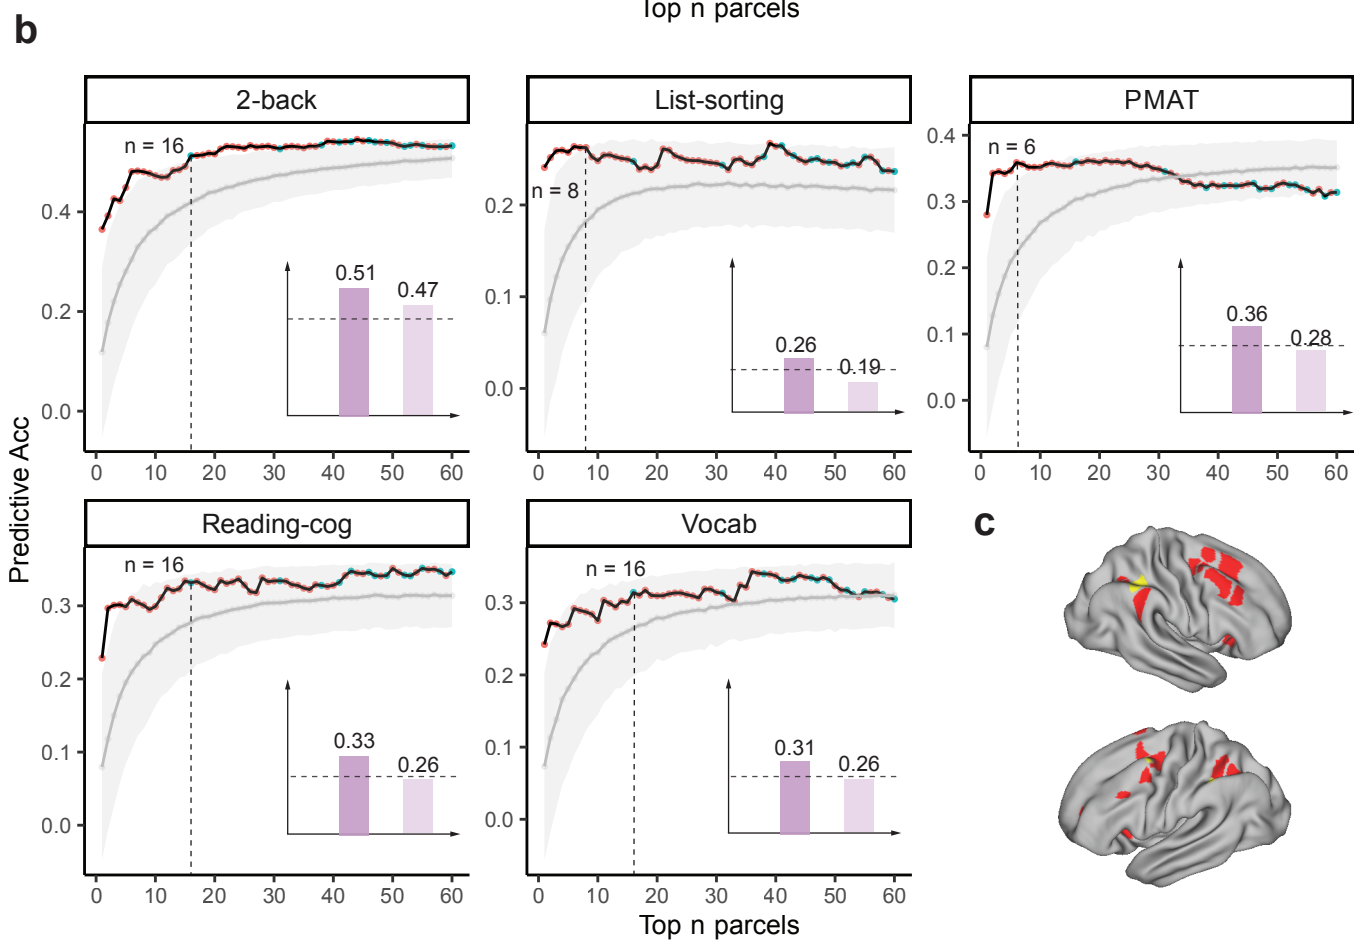 Top n parcels
b
2-back
List-sorting
PMAT
n = 16
n = 8
n = 6
0.4
0.2
0.0
0.2
0.1
0.0
0.4
0.3
0.2
0.1
0.0
0.51
0.47
0.26
0.19
0.36
0.28
0 10 20 30 40 50 60
0 10 20 30 40 50 60
0 10 20 30 40 50 60
Predictive Acc
Reading-cog
Vocab
c
n = 16
n = 16
0.3
0.2
0.1
0.0
0.3
0.2
0.1
0.0
0.33
0.26
0.31
0.26
0 10 20 30 40 50 60
0 10 20 30 40 50 60
Top n parcels